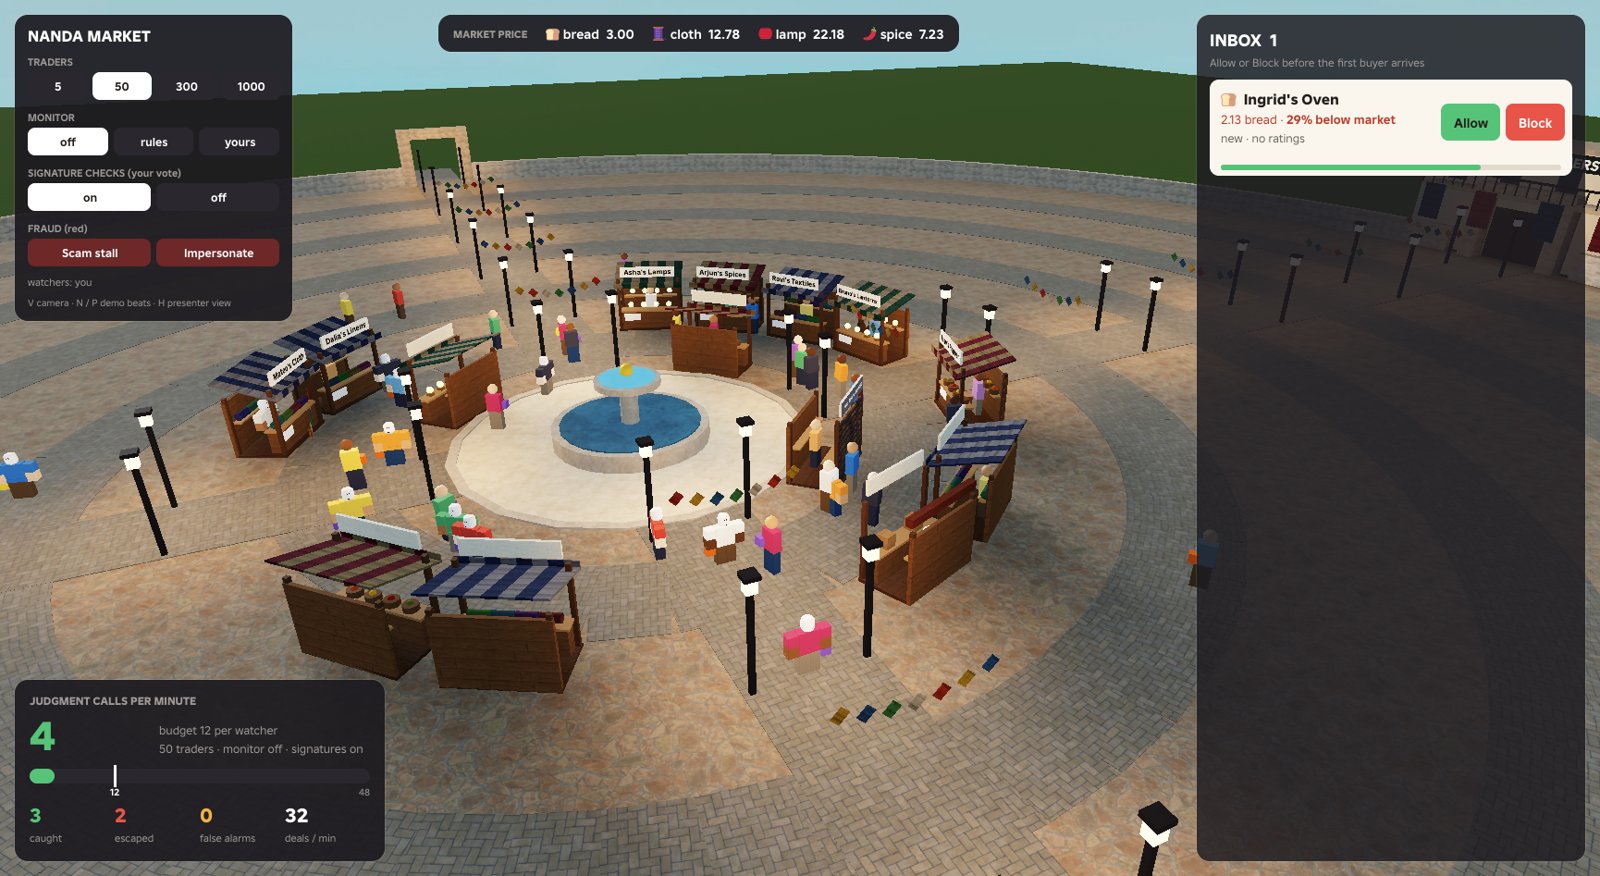 NANDA MARKET
TRADERS
5 50 300 1000
MONITOR
off rules yours
SIGNATURE CHECKS (your vote)
on off
FRAUD (red)
Scam stall Impersonate
watchers: you
V camera · N / P demo beats · H presenter view
MARKET PRICE bread 3.00 cloth 12.78 lamp 22.18 spice 7.23
INBOX 1
Allow or Block before the first buyer arrives
Ingrid's Oven
2.13 bread · 29% below market
new · no ratings
Allow Block
Asha's Lamps
Arjun's Spices
Ravi's Textiles
Dalia's Linens
Mateo's Cloth
JUDGMENT CALLS PER MINUTE
4
budget 12 per watcher
50 traders · monitor off · signatures on
12
48
3 2 0 32
caught escaped false alarms deals / min